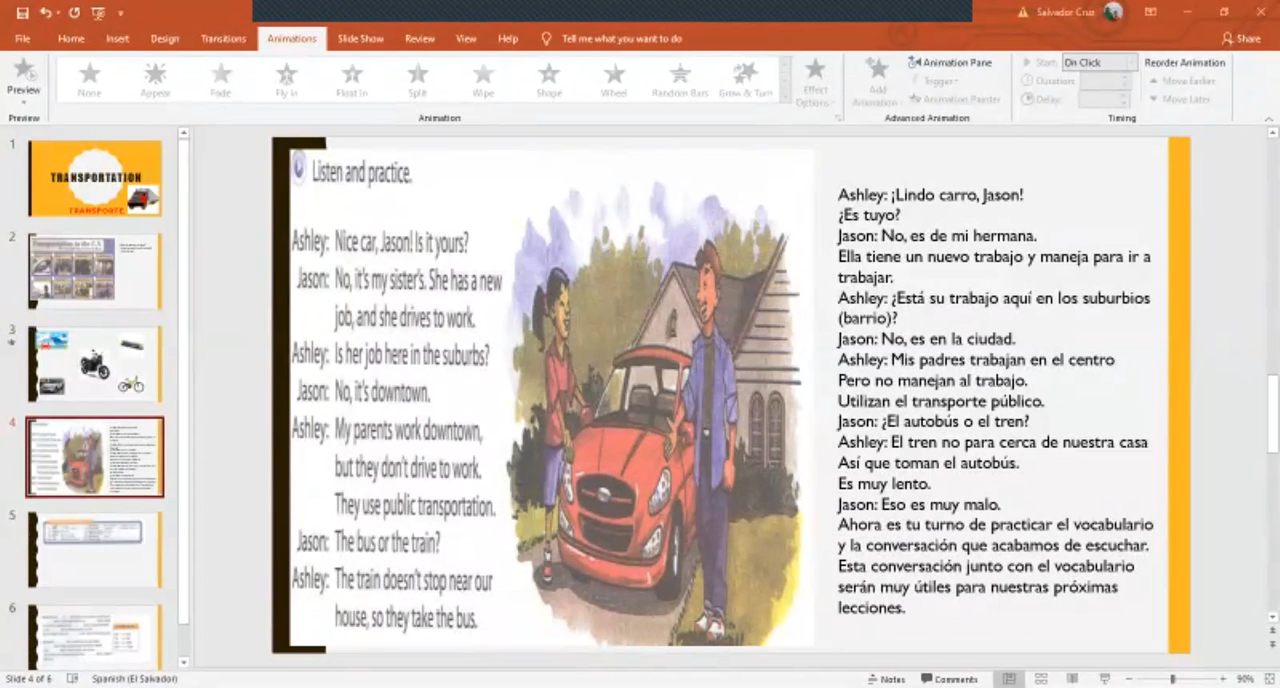 Salvador Cruz
File Home Insert Design Transitions Animations Slide Show Review View Help Tell me what you want to do Share
Preview
None Appear Fade Fly In Float In Split Wipe Shape Wheel Random Bars Grow & Turn
Effect Options
Add Animation
Animation Pane
Trigger
Animation Painter
Start: On Click
Duration:
Delay:
Reorder Animation
Move Earlier
Move Later
Preview Animation Advanced Animation Timing
1
TRANSPORTATION
TRANSPORTE
2
Transportation in the U.S.
3
4
5
6
Listen and practice.
Ashley: Nice car, Jason! Is it yours?
Jason: No, it's my sister's. She has a new
job, and she drives to work.
Ashley: Is her job here in the suburbs?
Jason: No, it's downtown.
Ashley: My parents work downtown,
but they don't drive to work.
They use public transportation.
Jason: The bus or the train?
Ashley: The train doesn't stop near our
house, so they take the bus.
Ashley: ¡Lindo carro, Jason!
¿Es tuyo?
Jason: No, es de mi hermana.
Ella tiene un nuevo trabajo y maneja para ir a
trabajar.
Ashley: ¿Está su trabajo aquí en los suburbios
(barrio)?
Jason: No, es en la ciudad.
Ashley: Mis padres trabajan en el centro
Pero no manejan al trabajo.
Utilizan el transporte público.
Jason: ¿El autobús o el tren?
Ashley: El tren no para cerca de nuestra casa
Así que toman el autobús.
Es muy lento.
Jason: Eso es muy malo.
Ahora es tu turno de practicar el vocabulario
y la conversación que acabamos de escuchar.
Esta conversación junto con el vocabulario
serán muy útiles para nuestras próximas
lecciones.
Slide 4 of 6 Spanish (El Salvador) Notes Comments 90%